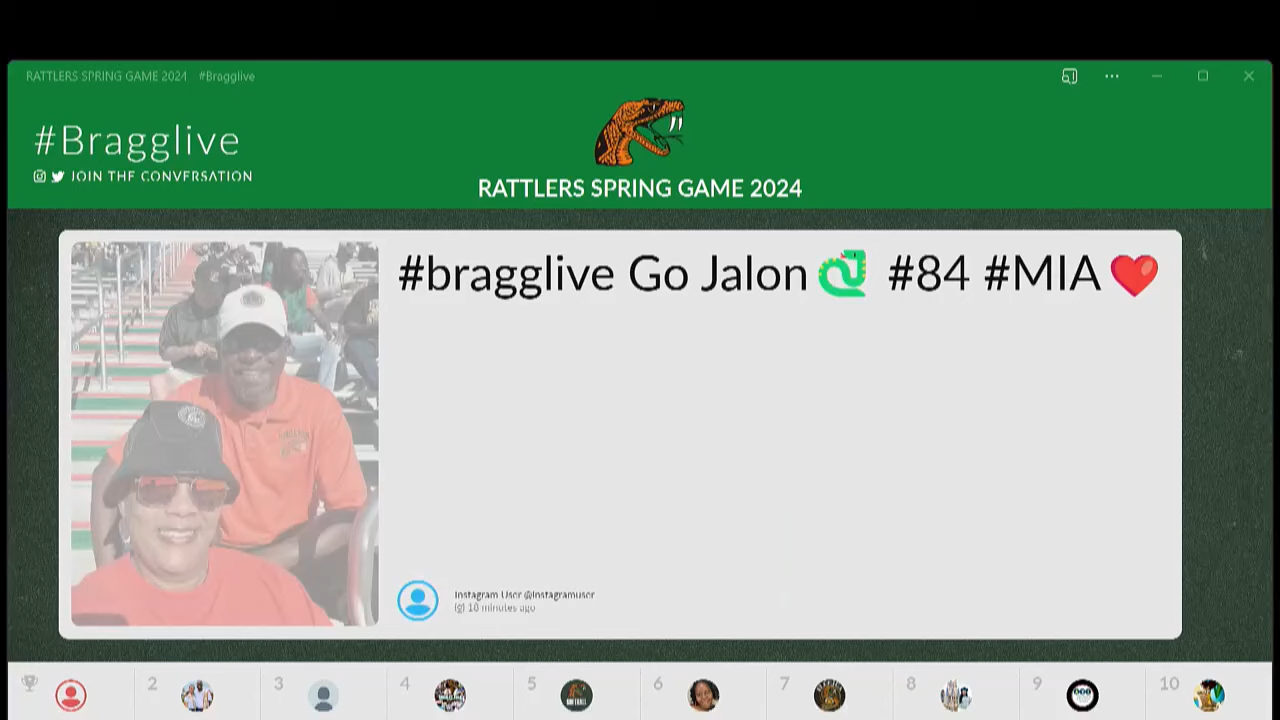 RATTLERS SPRING GAME 2024 #Bragglive
#Bragglive
JOIN THE CONVERSATION
RATTLERS SPRING GAME 2024
#bragglive Go Jalon🐍 #84 #MIA❤️
Instagram User @Instagramuser
10 minutes ago
2 3 4 5 6 7 8 9 10